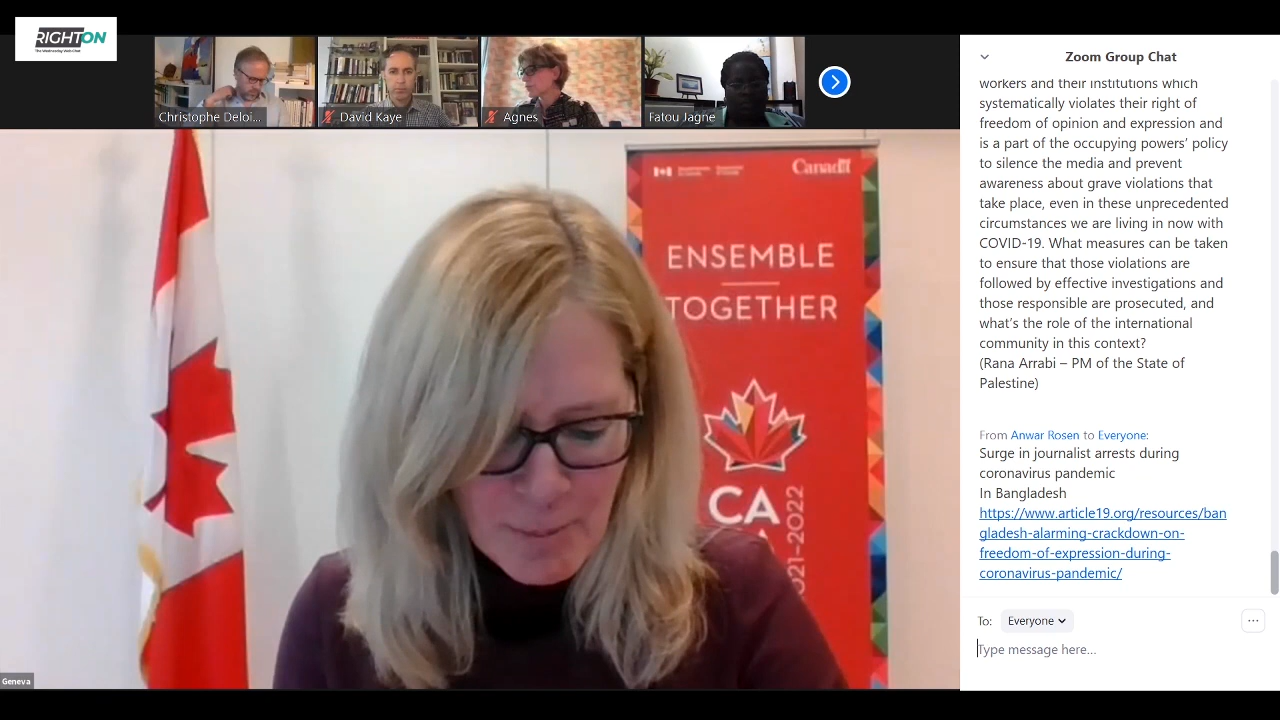 RIGHTON
The Wednesday Web Chat
Christophe Deloi...
David Kaye
Agnes
Fatou Jagne
Canada
ENSEMBLE
TOGETHER
CA
2021-2022
Geneva
Zoom Group Chat
workers and their institutions which
systematically violates their right of
freedom of opinion and expression and
is a part of the occupying powers’ policy
to silence the media and prevent
awareness about grave violations that
take place, even in these unprecedented
circumstances we are living in now with
COVID-19. What measures can be taken
to ensure that those violations are
followed by effective investigations and
those responsible are prosecuted, and
what’s the role of the international
community in this context?
(Rana Arrabi – PM of the State of
Palestine)
From Anwar Rosen to Everyone:
Surge in journalist arrests during
coronavirus pandemic
In Bangladesh
https://www.article19.org/resources/ban
gladesh-alarming-crackdown-on-
freedom-of-expression-during-
coronavirus-pandemic/
To: Everyone
Type message here...